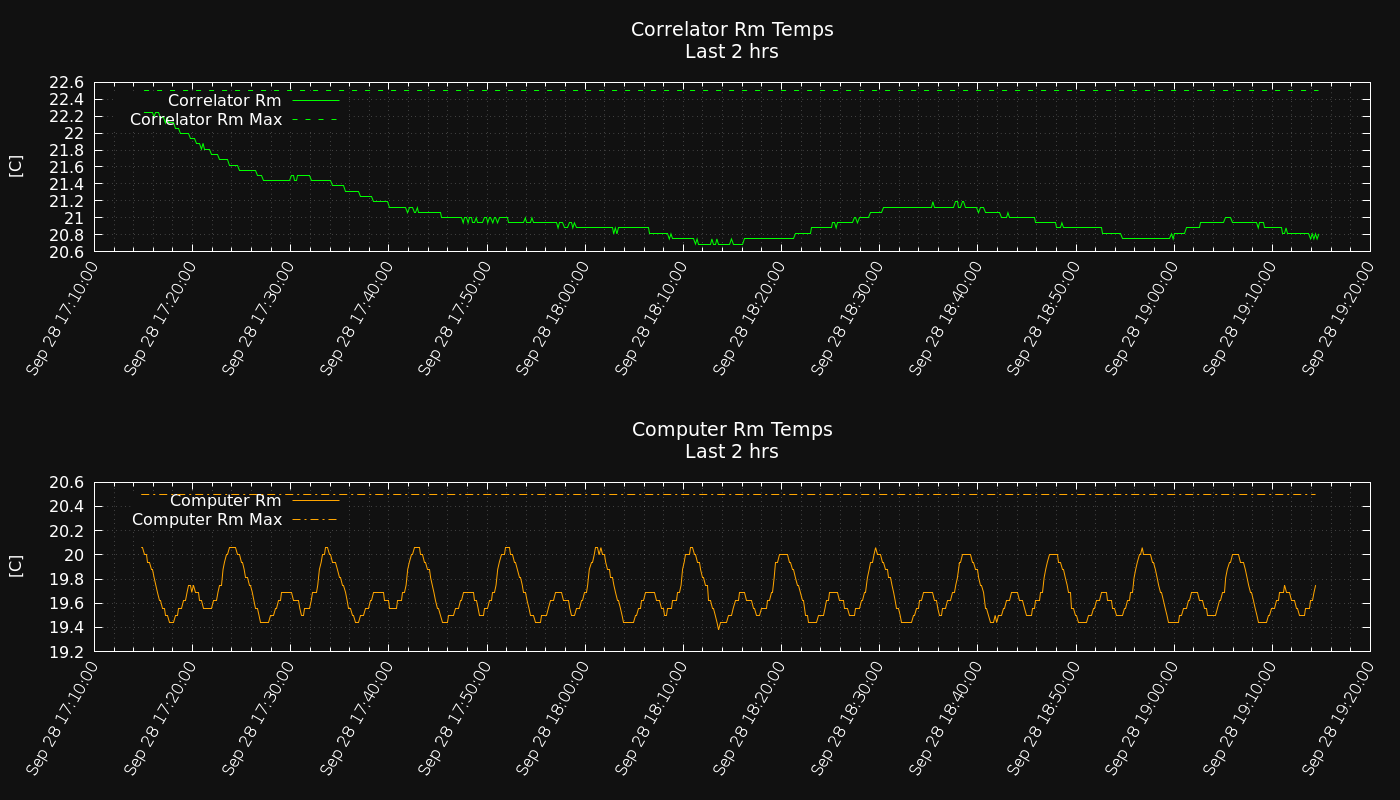 Correlator Rm Temps
Last 2 hrs
22.6
22.4
22.2
22
21.8
21.6
21.4
21.2
21
20.8
20.6
[C]
Correlator Rm
Correlator Rm Max
Sep 28 17:10:00
Sep 28 17:20:00
Sep 28 17:30:00
Sep 28 17:40:00
Sep 28 17:50:00
Sep 28 18:00:00
Sep 28 18:10:00
Sep 28 18:20:00
Sep 28 18:30:00
Sep 28 18:40:00
Sep 28 18:50:00
Sep 28 19:00:00
Sep 28 19:10:00
Sep 28 19:20:00
Computer Rm Temps
Last 2 hrs
20.6
20.4
20.2
20
19.8
19.6
19.4
19.2
[C]
Computer Rm
Computer Rm Max
Sep 28 17:10:00
Sep 28 17:20:00
Sep 28 17:30:00
Sep 28 17:40:00
Sep 28 17:50:00
Sep 28 18:00:00
Sep 28 18:10:00
Sep 28 18:20:00
Sep 28 18:30:00
Sep 28 18:40:00
Sep 28 18:50:00
Sep 28 19:00:00
Sep 28 19:10:00
Sep 28 19:20:00